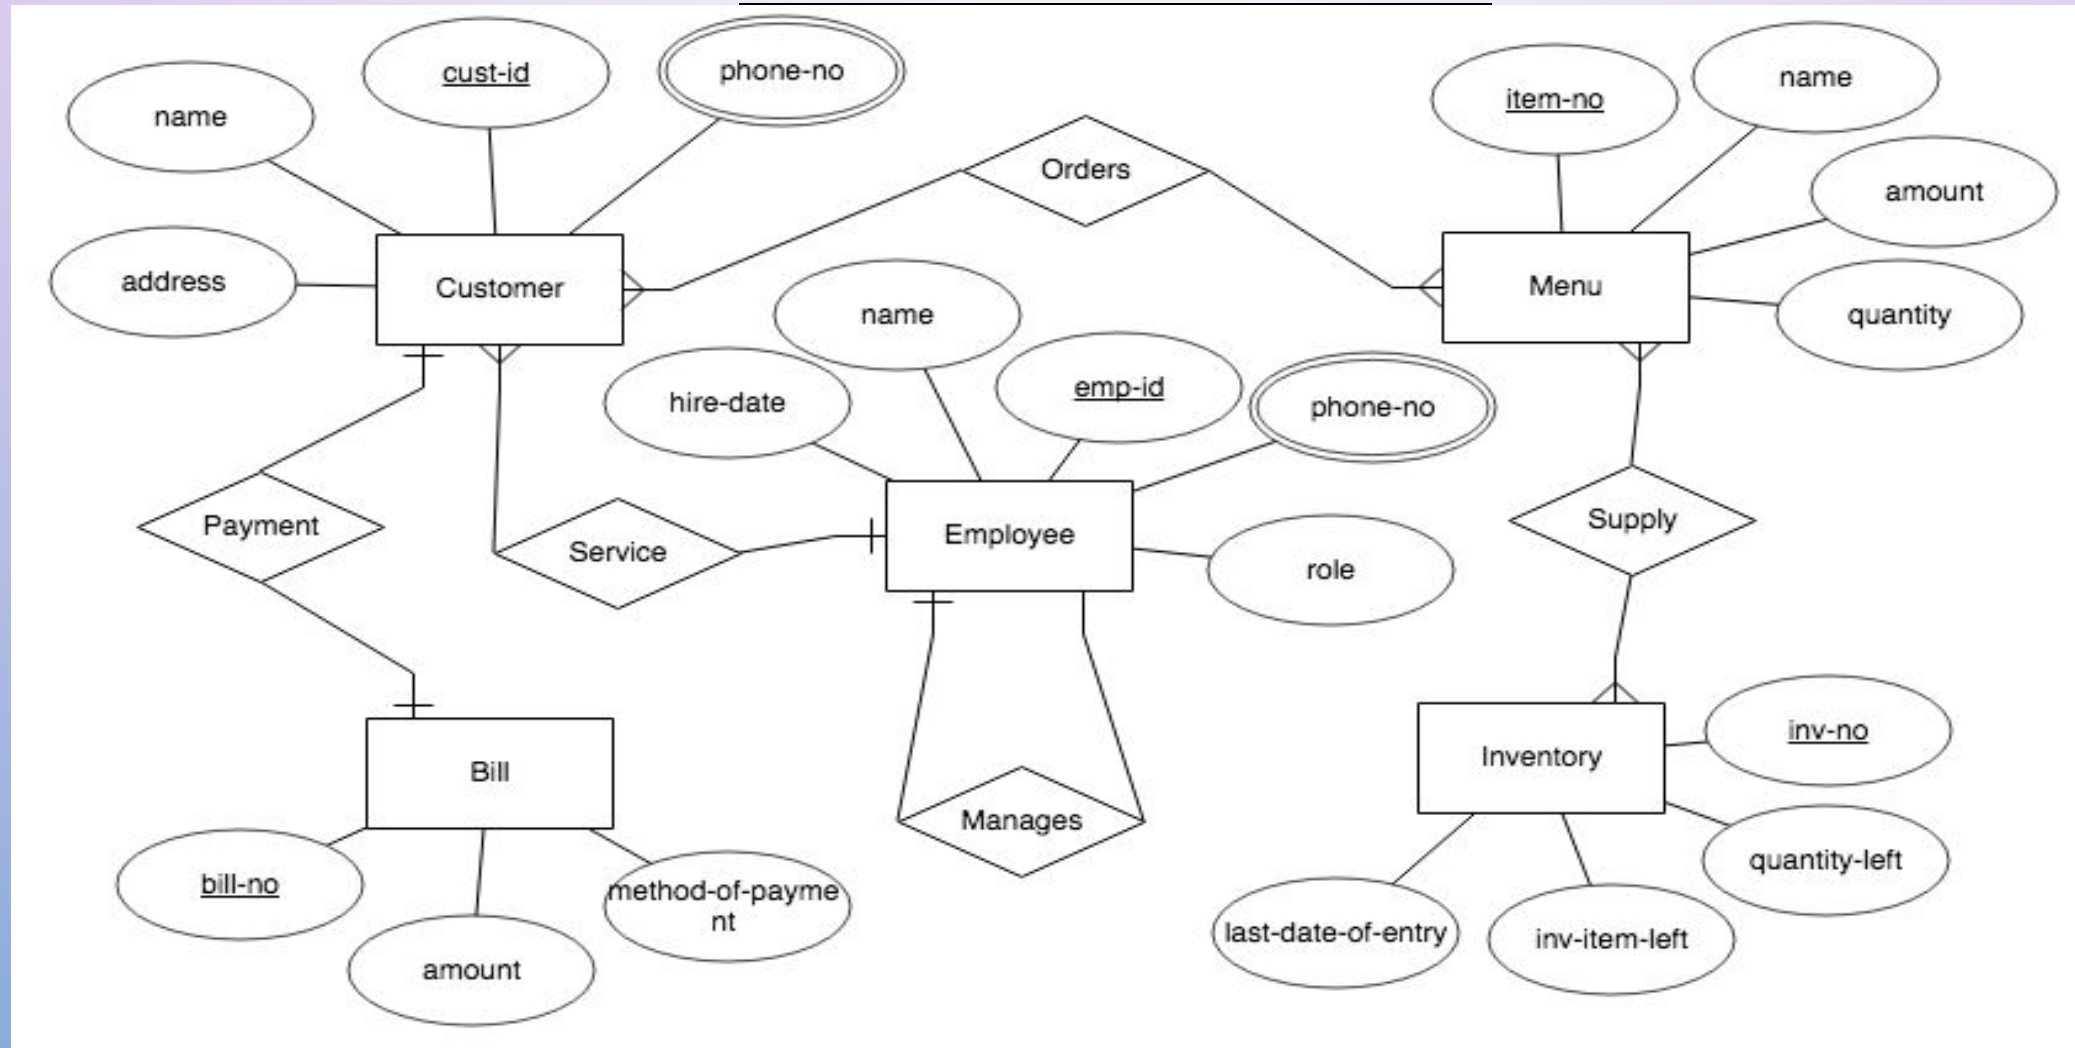 cust-id
phone-no
name
item-no
name
Orders
amount
address
Customer
Menu
quantity
name
hire-date
emp-id
phone-no
Payment
Service
Employee
Supply
role
Bill
Manages
Inventory
inv-no
quantity-left
bill-no
method-of-payme
nt
amount
last-date-of-entry
inv-item-left